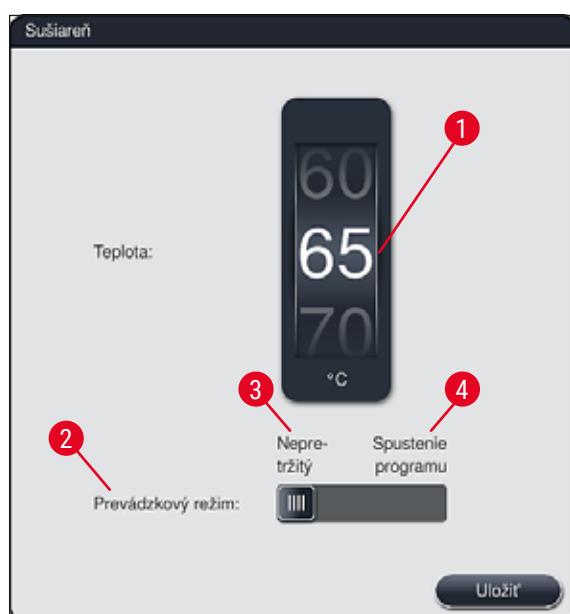 Sušiareň
1
60
Teplota:
65
70
°C
3
4
2
Nepre-
tržitý
Spustenie
programu
Prevádzkový režim:
Uložiť